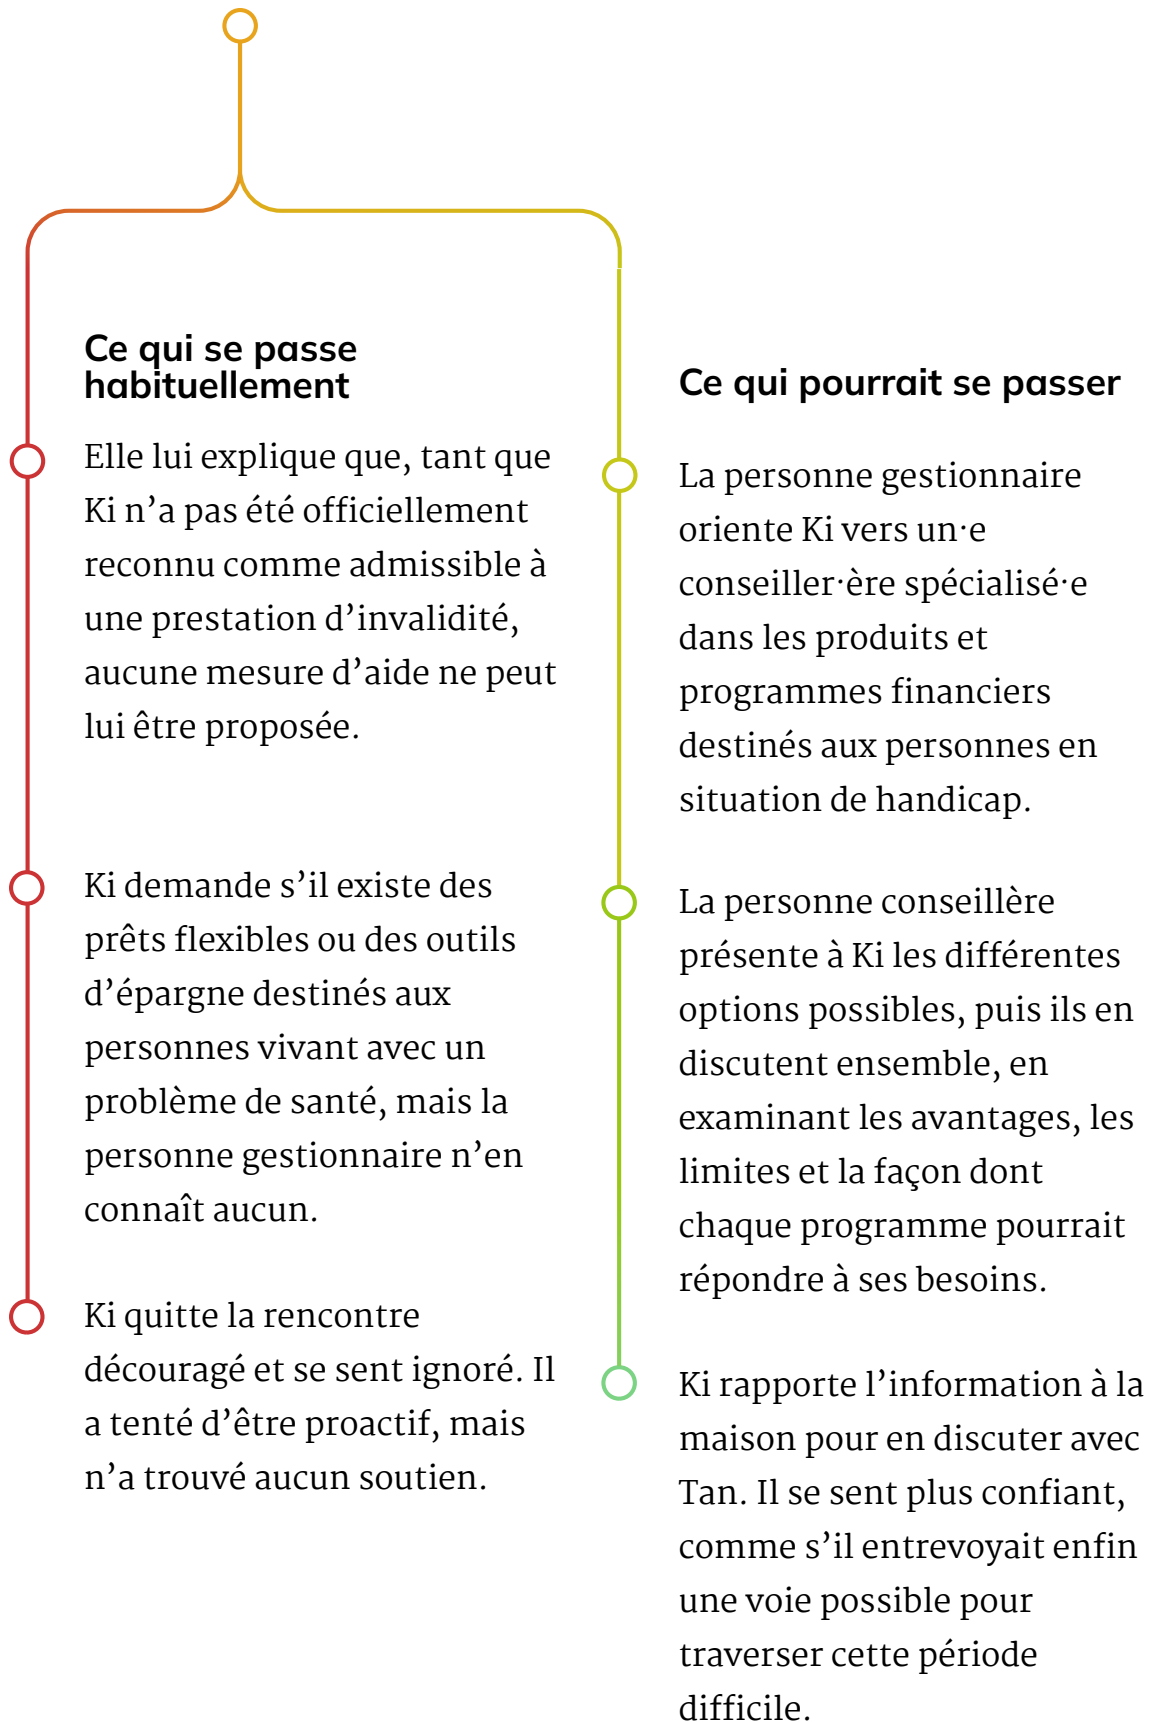 Ce qui se passe
habituellement
Elle lui explique que, tant que
Ki n’a pas été officiellement
reconnu comme admissible à
une prestation d’invalidité,
aucune mesure d’aide ne peut
lui être proposée.
Ki demande s’il existe des
prêts flexibles ou des outils
d’épargne destinés aux
personnes vivant avec un
problème de santé, mais la
personne gestionnaire n’en
connaît aucun.
Ki quitte la rencontre
découragé et se sent ignoré. Il
a tenté d’être proactif, mais
n’a trouvé aucun soutien.
Ce qui pourrait se passer
La personne gestionnaire
oriente Ki vers un·e
conseiller·ère spécialisé·e
dans les produits et
programmes financiers
destinés aux personnes en
situation de handicap.
La personne conseillère
présente à Ki les différentes
options possibles, puis ils en
discutent ensemble, en
examinant les avantages, les
limites et la façon dont
chaque programme pourrait
répondre à ses besoins.
Ki rapporte l’information à la
maison pour en discuter avec
Tan. Il se sent plus confiant,
comme s’il entrevoyait enfin
une voie possible pour
traverser cette période
difficile.